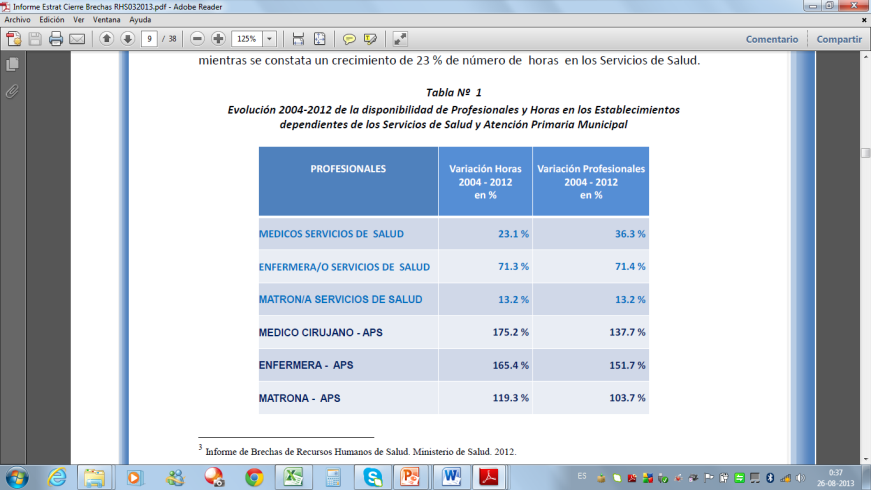 Informe Estrat Cierre Brechas RHS032013.pdf - Adobe Reader
Archivo Edición Ver Ventana Ayuda
9 / 38 125% Comentario Compartir
mientras se constata un crecimiento de 23 % de número de horas en los Servicios de Salud.
Tabla Nº 1
Evolución 2004-2012 de la disponibilidad de Profesionales y Horas en los Establecimientos
dependientes de los Servicios de Salud y Atención Primaria Municipal
PROFESIONALES
Variación Horas
2004 - 2012
en %
Variación Profesionales
2004 - 2012
en %
MEDICOS SERVICIOS DE SALUD 23.1 % 36.3 %
ENFERMERA/O SERVICIOS DE SALUD 71.3 % 71.4 %
MATRON/A SERVICIOS DE SALUD 13.2 % 13.2 %
MEDICO CIRUJANO - APS 175.2 % 137.7 %
ENFERMERA - APS 165.4 % 151.7 %
MATRONA - APS 119.3 % 103.7 %
3 Informe de Brechas de Recursos Humanos de Salud. Ministerio de Salud. 2012.
ES
0:37
26-08-2013